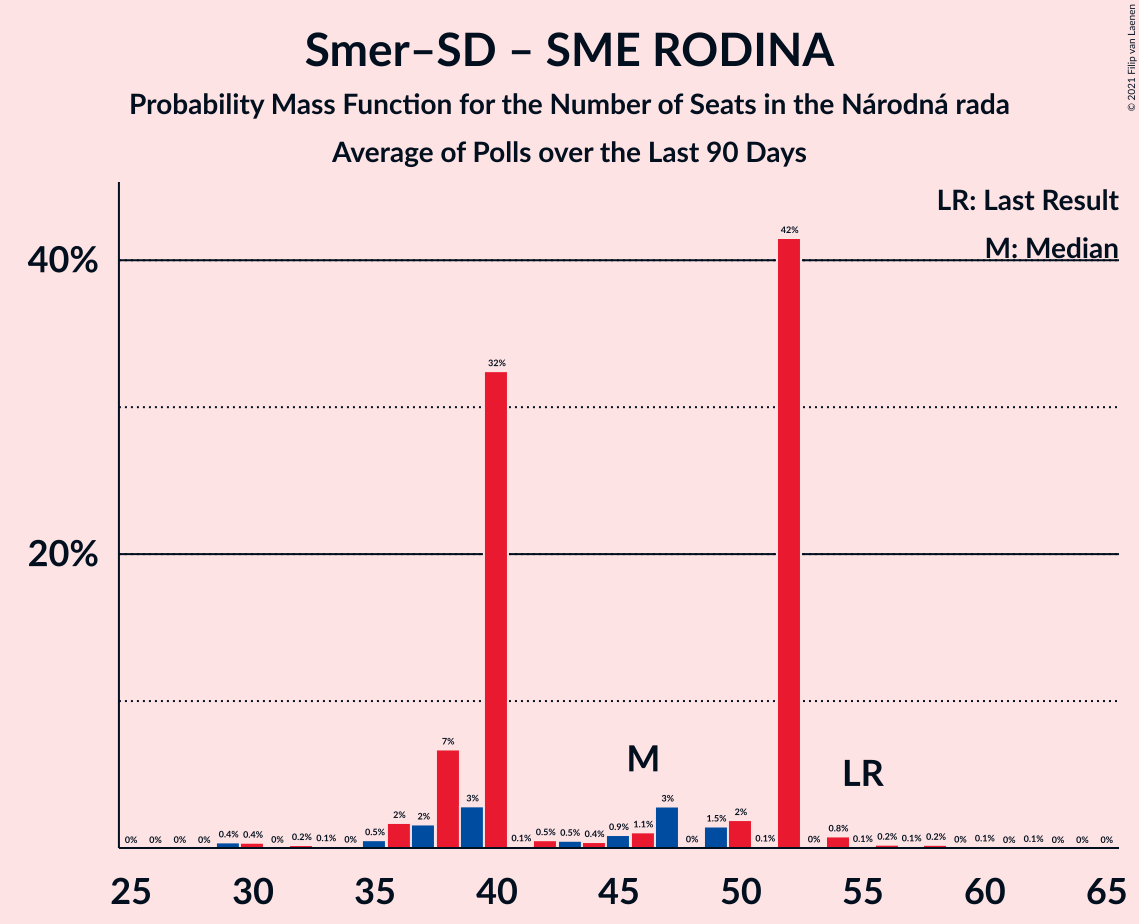 Smer–SD – SME RODINA
Probability Mass Function for the Number of Seats in the Národná rada
Average of Polls over the Last 90 Days
© 2021 Filip van Laenen
LR: Last Result
M: Median
40%
20%
0% 0% 0% 0% 0.4% 0.4% 0% 0.2% 0.1% 0% 0.5% 2% 2% 7% 3% 32% 0.1% 0.5% 0.5% 0.4% 0.9% 1.1% 3% 0% 1.5% 2% 0.1% 42% 0% 0.8% 0.1% 0.2% 0.1% 0.2% 0% 0.1% 0% 0.1% 0% 0% 0%
M
LR
25 30 35 40 45 50 55 60 65